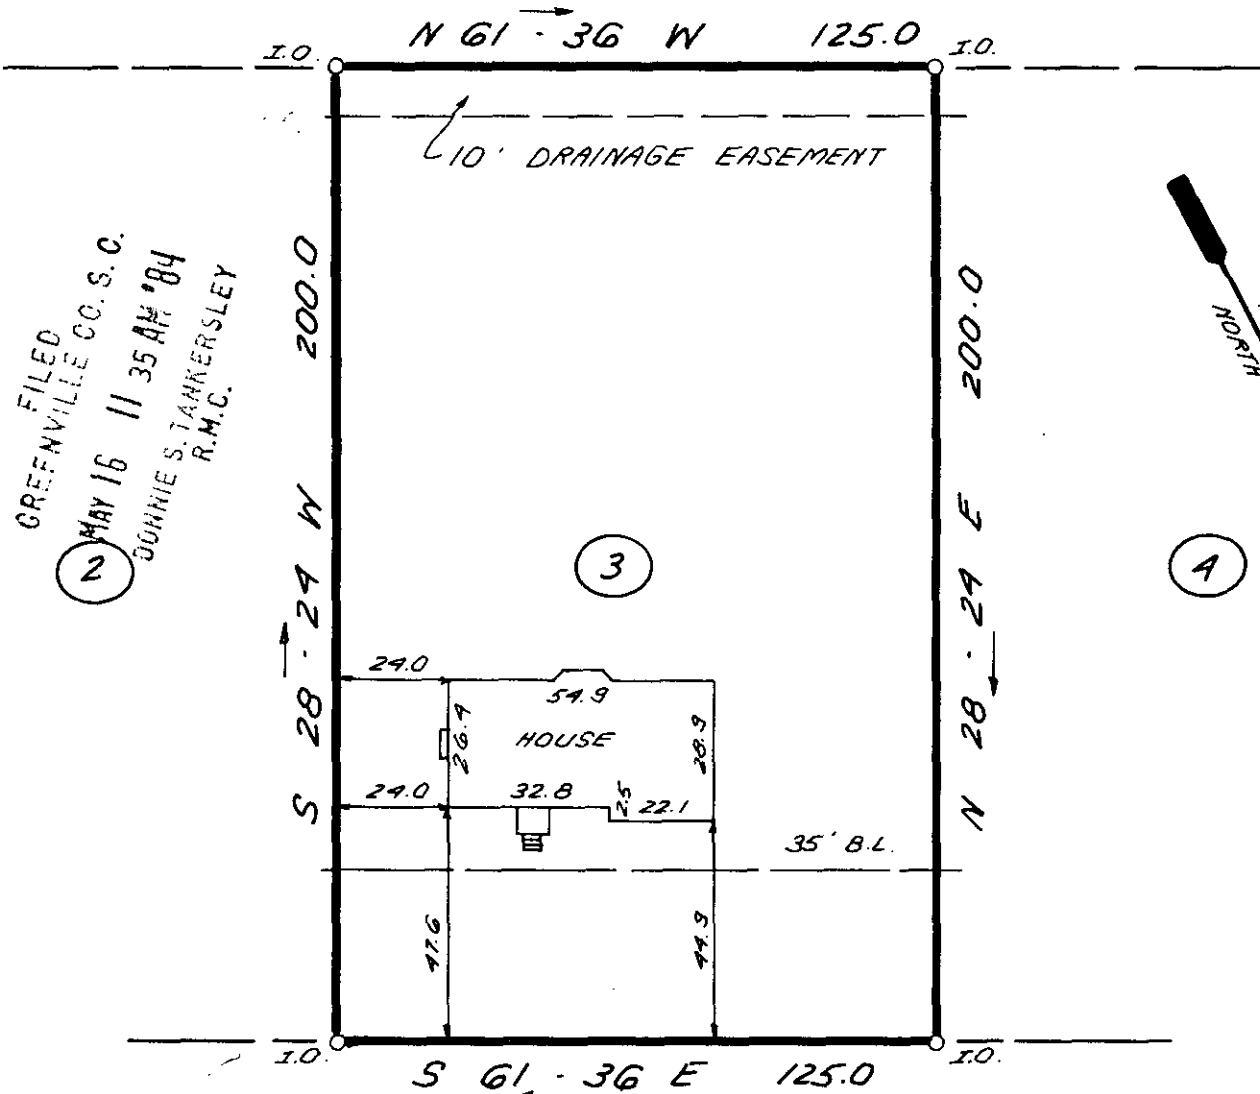 N 61 - 36 W 125.0
I.O.
I.O.
10' DRAINAGE EASEMENT
FILED
GREENVILLE CO. S. C.
MAY 16 11 35 AM '84
DONNIE S. TANKERSLEY
R.M.C.
S 28 - 24 W 200.0
N 28 - 24 E 200.0
NORTH
2
3
4
24.0
54.9
26.4
HOUSE
28.9
24.0
32.8
2.5
22.1
35' B.L.
47.6
44.9
I.O.
I.O.
S 61 - 36 E 125.0